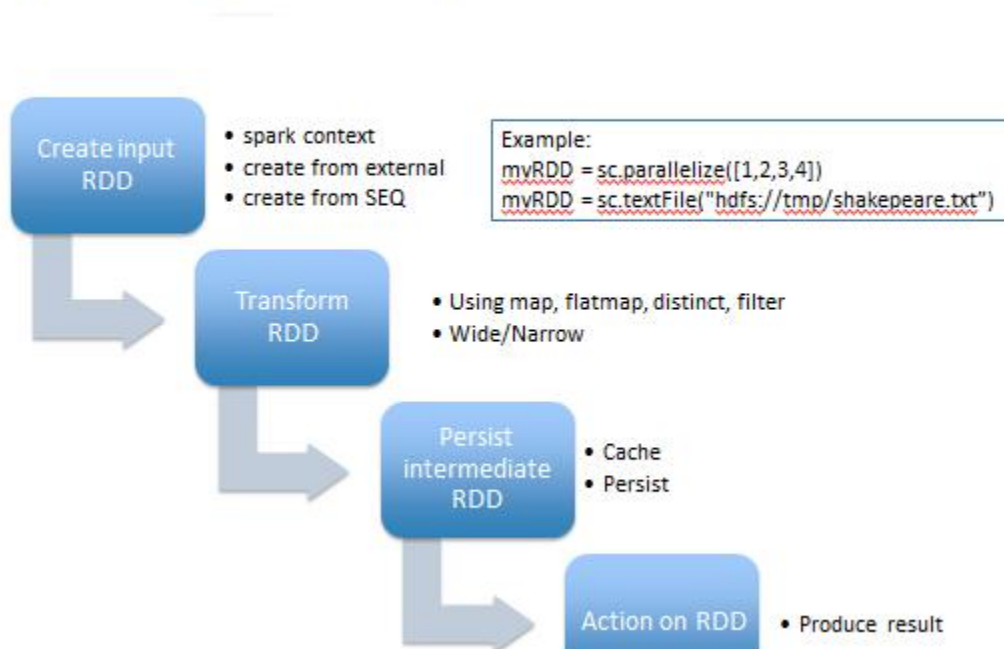 Create input
RDD
• spark context
• create from external
• create from SEQ
Example:
mvRDD = sc.parallelize([1,2,3,4])
mvRDD = sc.textFile("hdfs://tmp/shakepeare.txt")
Transform
RDD
• Using map, flatmap, distinct, filter
• Wide/Narrow
Persist
intermediate
RDD
• Cache
• Persist
Action on RDD
• Produce result